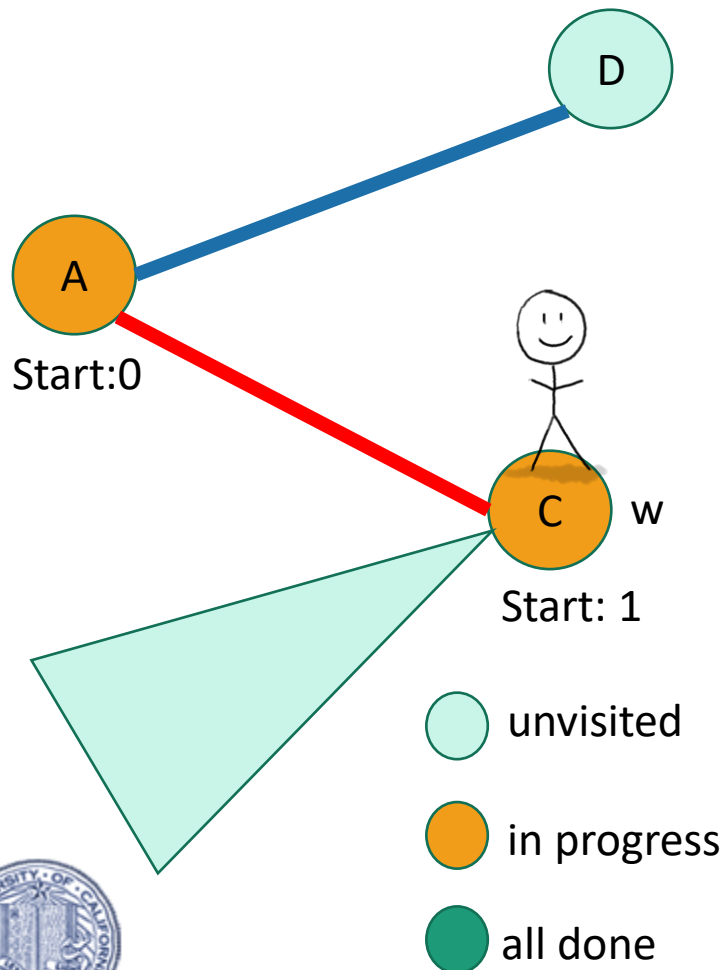 D
A
Start:0
C
w
Start: 1
unvisited
in progress
all done